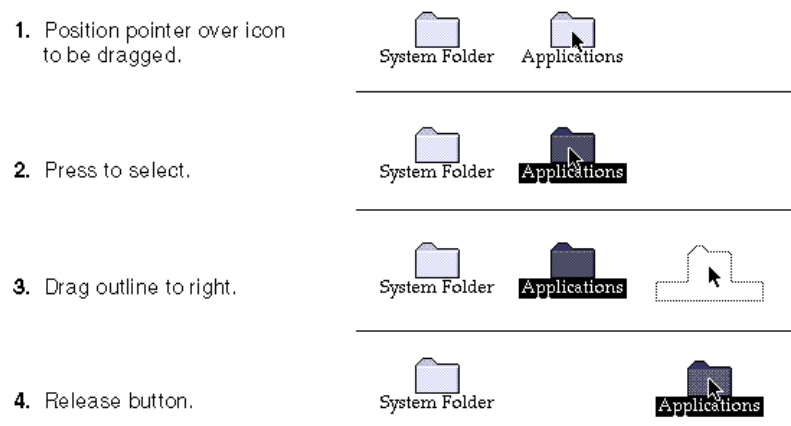 1. Position pointer over icon
to be dragged.
System Folder Applications
2. Press to select.
System Folder Applications
3. Drag outline to right.
System Folder Applications
4. Release button.
System Folder Applications